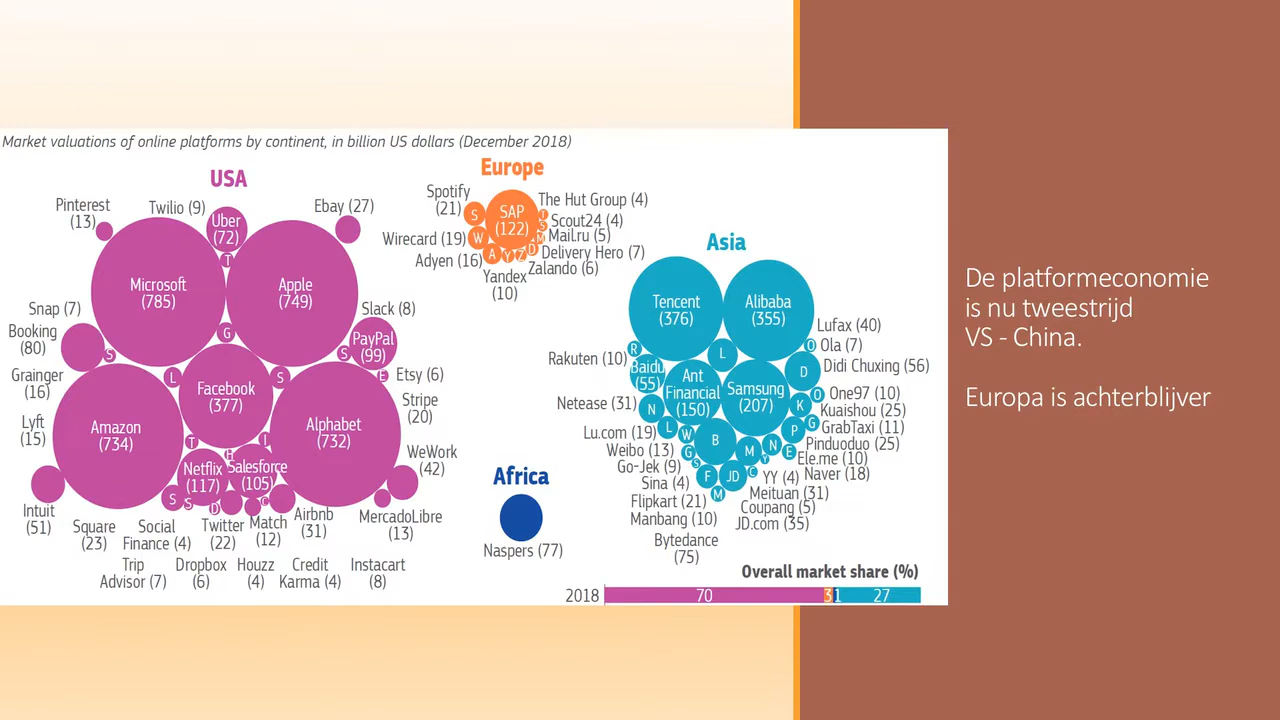 Market valuations of online platforms by continent, in billion US dollars (December 2018)
USA
Pinterest
(13)
Twilio (9)
Uber
(72)
Ebay (27)
T
Microsoft
(785)
Apple
(749)
Snap (7)
Slack (8)
Booking
(80)
S
G
S
PayPal
(99)
Grainger
(16)
L
Facebook
(377)
S
E
Etsy (6)
Lyft
(15)
Amazon
(734)
Alphabet
(732)
Stripe
(20)
T
I
H
WeWork
(42)
Netflix
(117)
Salesforce
(105)
Intuit
(51)
S
S
D
C
Square
(23)
Social
Finance (4)
Twitter
(22)
Match
(12)
Airbnb
(31)
MercadoLibre
(13)
Trip
Advisor (7)
Dropbox
(6)
Houzz
(4)
Credit
Karma (4)
Instacart
(8)
Europe
Spotify
(21)
S
SAP
(122)
T
The Hut Group (4)
S
Scout24 (4)
Wirecard (19)
W
M
Mail.ru (5)
Adyen (16)
A
Y
Z
D
Delivery Hero (7)
Zalando (6)
Yandex
(10)
Africa
Naspers (77)
Asia
Tencent
(376)
Alibaba
(355)
Lufax (40)
R
L
O
Ola (7)
Rakuten (10)
Baidu
(55)
D
Didi Chuxing (56)
Ant
Financial
(150)
Samsung
(207)
O
One97 (10)
Netease (31)
N
K
Kuaishou (25)
L
W
B
P
G
GrabTaxi (11)
Lu.com (19)
Pinduoduo (25)
Weibo (13)
G
M
N
E
Ele.me (10)
Go-Jek (9)
S
Y
Naver (18)
Sina (4)
F
JD
C
YY (4)
Flipkart (21)
M
Meituan (31)
Manbang (10)
Coupang (5)
JD.com (35)
Bytedance
(75)
Overall market share (%)
2018
70
3
1
27
De platformeconomie
is nu tweestrijd
VS - China.
Europa is achterblijver